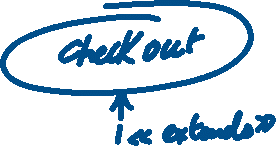 check out
<< extends>>